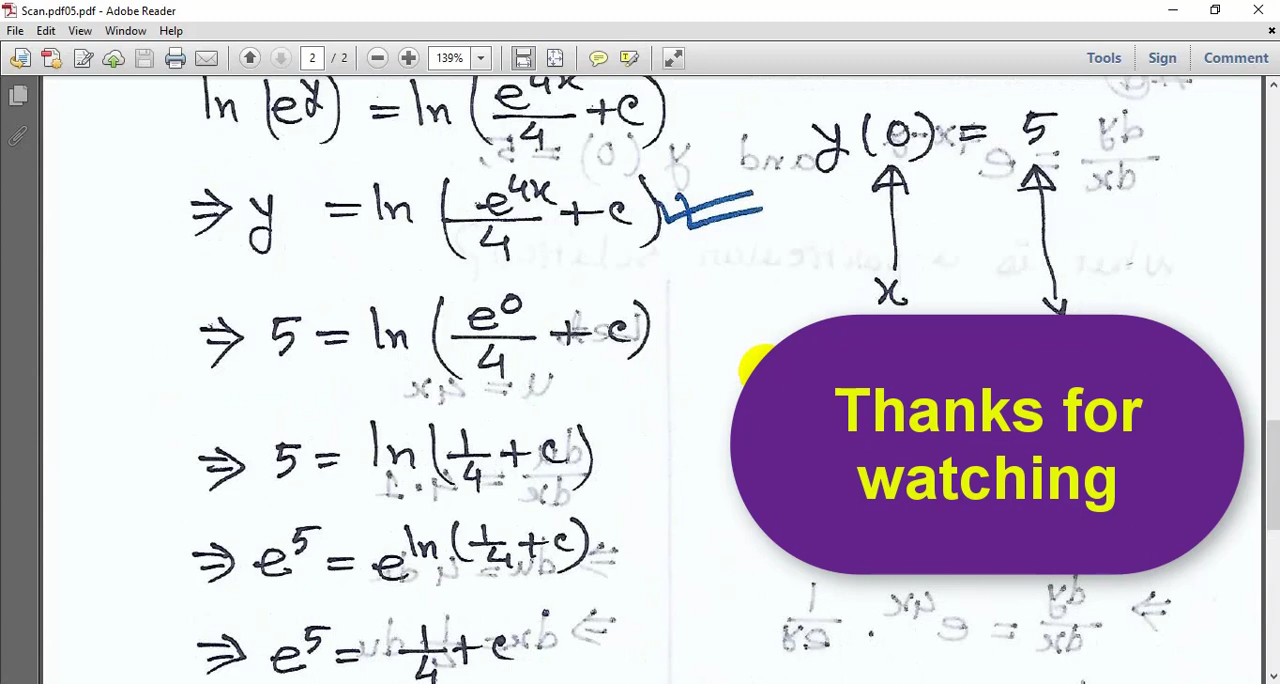 Scan.pdf05.pdf - Adobe Reader
File Edit View Window Help
2 / 2 139% Tools Sign Comment
ln (e^y) = ln (e^4x/4 + c)
⇒ y = ln (e^4x/4 + c)
⇒ 5 = ln (e^0/4 + c)
⇒ 5 = ln (1/4 + c)
⇒ e^5 = e^ln (1/4 + c)
⇒ e^5 = 1/4 + c
y (0) = 5
x
Thanks for
watching